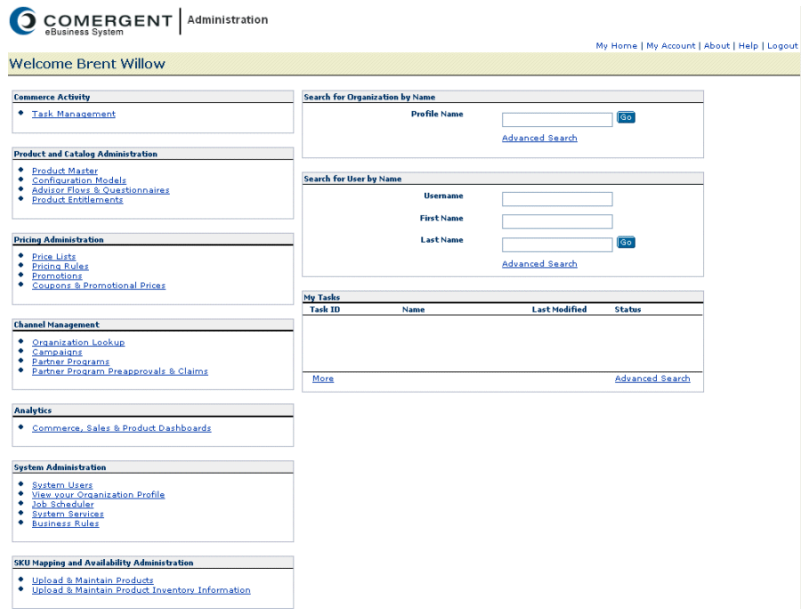 COMERGENT
eBusiness System
Administration
My Home | My Account | About | Help | Logout
Welcome Brent Willow
Commerce Activity
Task Management
Product and Catalog Administration
Product Master
Configuration Models
Advisor Flows & Questionnaires
Product Entitlements
Pricing Administration
Price Lists
Pricing Rules
Promotions
Coupons & Promotional Prices
Channel Management
Organization Lookup
Campaigns
Partner Programs
Partner Program Preapprovals & Claims
Analytics
Commerce, Sales & Product Dashboards
System Administration
System Users
View your Organization Profile
Job Scheduler
System Services
Business Rules
SKU Mapping and Availability Administration
Upload & Maintain Products
Upload & Maintain Product Inventory Information
Search for Organization by Name
Profile Name Go
Advanced Search
Search for User by Name
Username
First Name
Last Name Go
Advanced Search
My Tasks
Task ID Name Last Modified Status
More Advanced Search